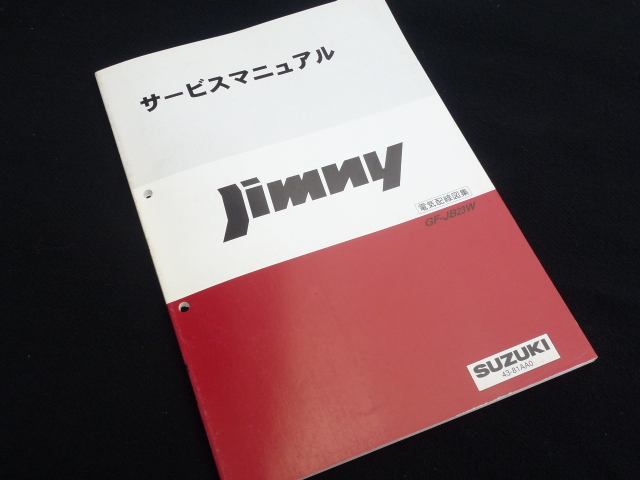 サービスマニュアル
Jimny
電気配線図集
GF-JB23W
SUZUKI
43-81AA0